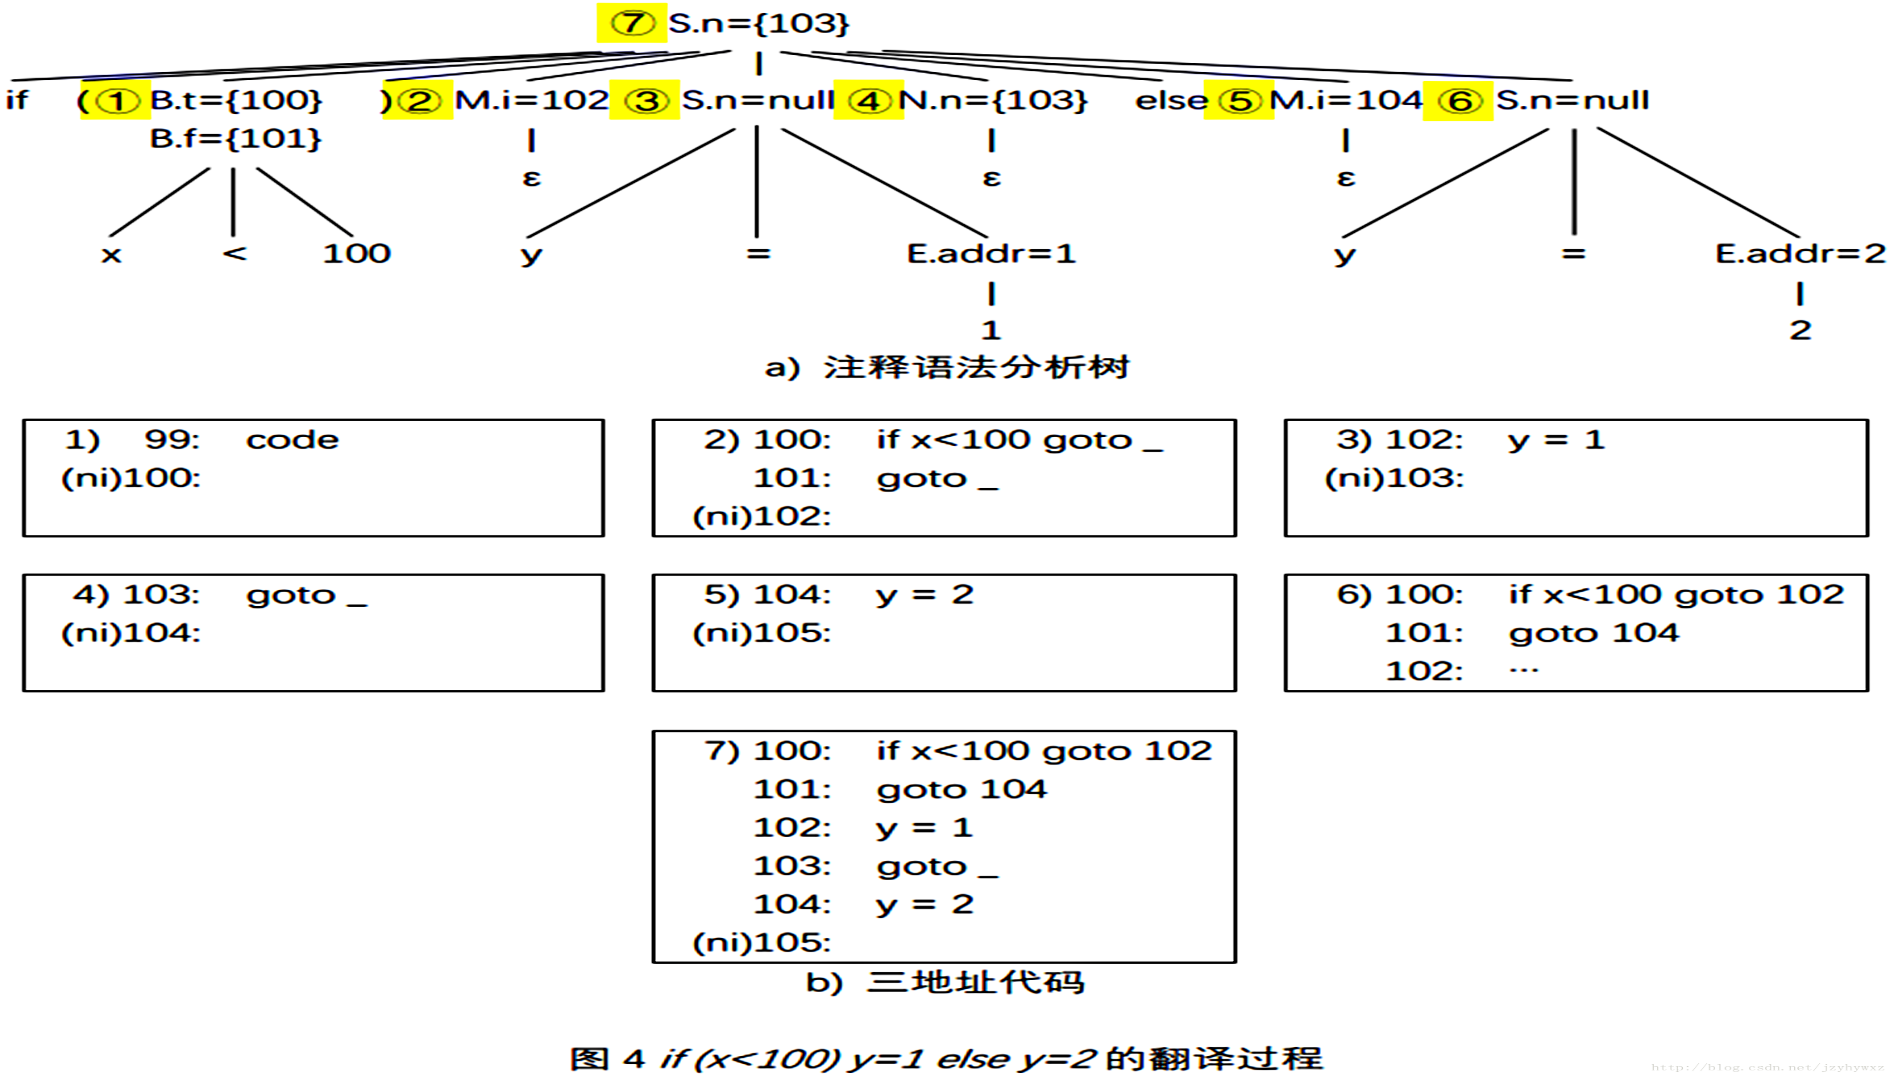 ⑦ S.n={103}
if (① B.t={100} )② M.i=102 ③ S.n=null ④ N.n={103} else ⑤ M.i=104 ⑥ S.n=null
B.f={101}
ε ε ε
x < 100 y = E.addr=1 y = E.addr=2
1 2
a) 注释语法分析树
1) 99: code
(ni)100:
2) 100: if x<100 goto _
101: goto _
(ni)102:
3) 102: y = 1
(ni)103:
4) 103: goto _
(ni)104:
5) 104: y = 2
(ni)105:
6) 100: if x<100 goto 102
101: goto 104
102: ···
7) 100: if x<100 goto 102
101: goto 104
102: y = 1
103: goto _
104: y = 2
(ni)105:
b) 三地址代码
图 4 if (x<100) y=1 else y=2 的翻译过程
http://blog.csdn.net/jzyhywxz